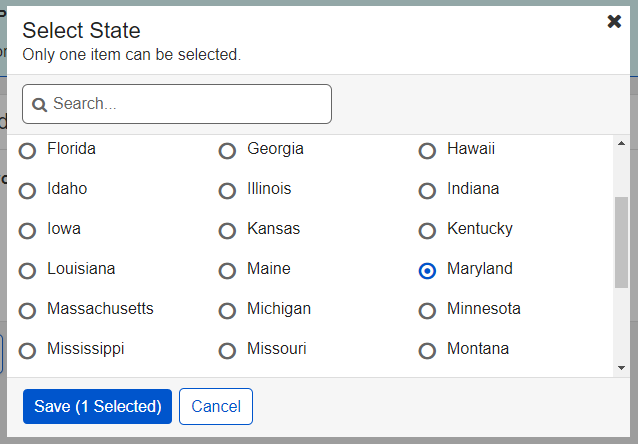 Select State
Only one item can be selected.
Search...
Florida Georgia Hawaii
Idaho Illinois Indiana
Iowa Kansas Kentucky
Louisiana Maine Maryland
Massachusetts Michigan Minnesota
Mississippi Missouri Montana
Save (1 Selected) Cancel